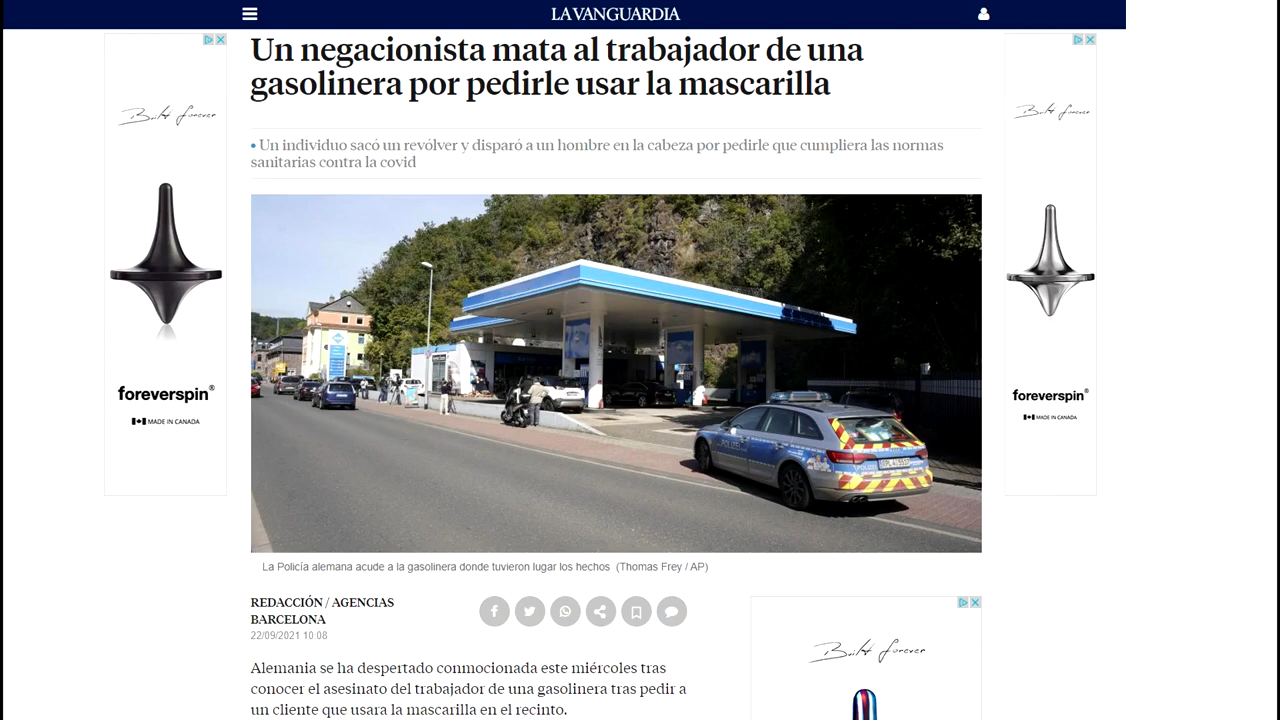 LA VANGUARDIA
Un negacionista mata al trabajador de una
gasolinera por pedirle usar la mascarilla
• Un individuo sacó un revólver y disparó a un hombre en la cabeza por pedirle que cumpliera las normas
sanitarias contra la covid
Built forever
foreverspin®
MADE IN CANADA
POLIZEI
La Policía alemana acude a la gasolinera donde tuvieron lugar los hechos (Thomas Frey / AP)
REDACCIÓN / AGENCIAS
BARCELONA
22/09/2021 10 08
Alemania se ha despertado conmocionada este miércoles tras
conocer el asesinato del trabajador de una gasolinera tras pedir a
un cliente que usara la mascarilla en el recinto.
Built forever
foreverspin®
MADE IN CANADA
Built forever